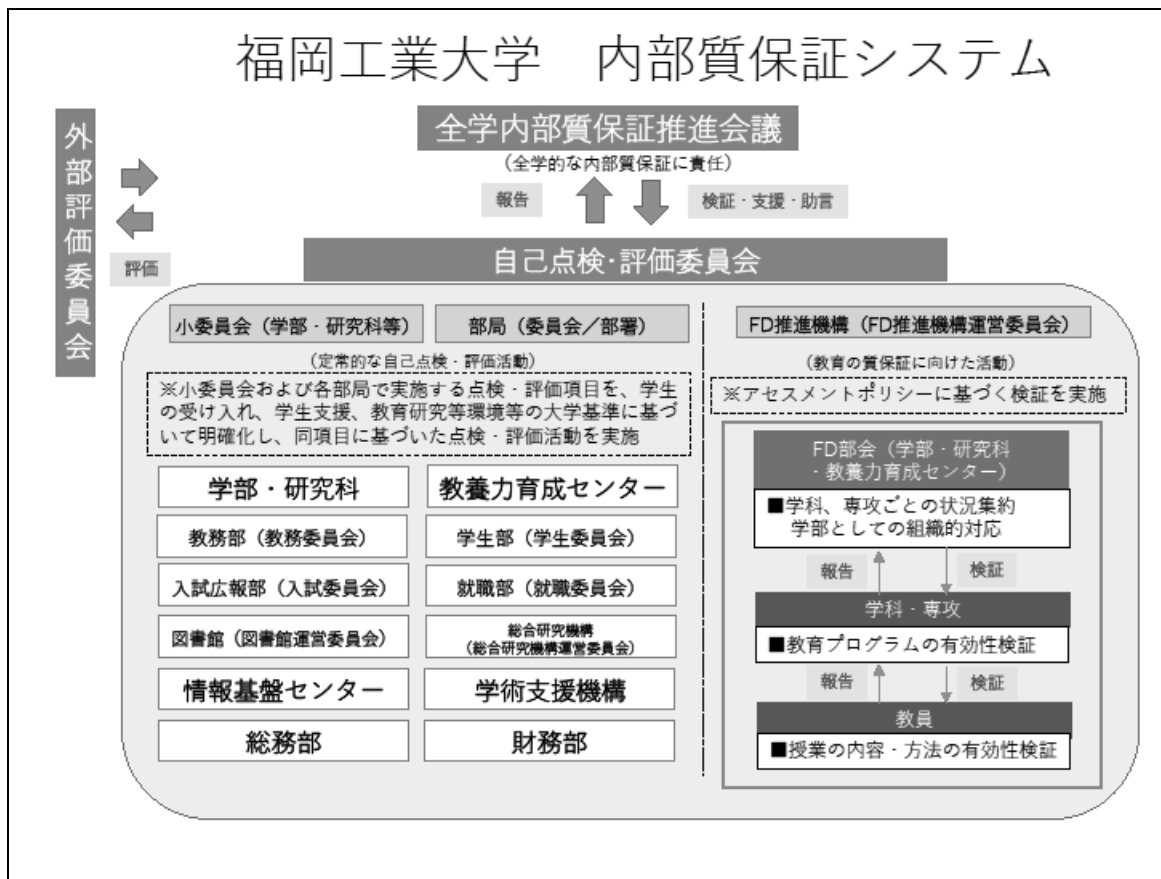 福岡工業大学　内部質保証システム
外部評価委員会
全学内部質保証推進会議
（全学的な内部質保証に責任）
報告
検証・支援・助言
評価
自己点検・評価委員会
小委員会（学部・研究科等）
部局（委員会／部署）
（定常的な自己点検・評価活動）
※小委員会および各部局で実施する点検・評価項目を、学生
の受け入れ、学生支援、教育研究等環境等の大学基準に基づ
いて明確化し、同項目に基づいた点検・評価活動を実施
学部・研究科
教養力育成センター
教務部（教務委員会）
学生部（学生委員会）
入試広報部（入試委員会）
就職部（就職委員会）
図書館（図書館運営委員会）
総合研究機構
（総合研究機構運営委員会）
情報基盤センター
学術支援機構
総務部
財務部
FD推進機構（FD推進機構運営委員会）
（教育の質保証に向けた活動）
※アセスメントポリシーに基づく検証を実施
FD部会（学部・研究科
・教養力育成センター）
■学科、専攻ごとの状況集約
学部としての組織的対応
報告
検証
学科・専攻
■教育プログラムの有効性検証
報告
検証
教員
■授業の内容・方法の有効性検証